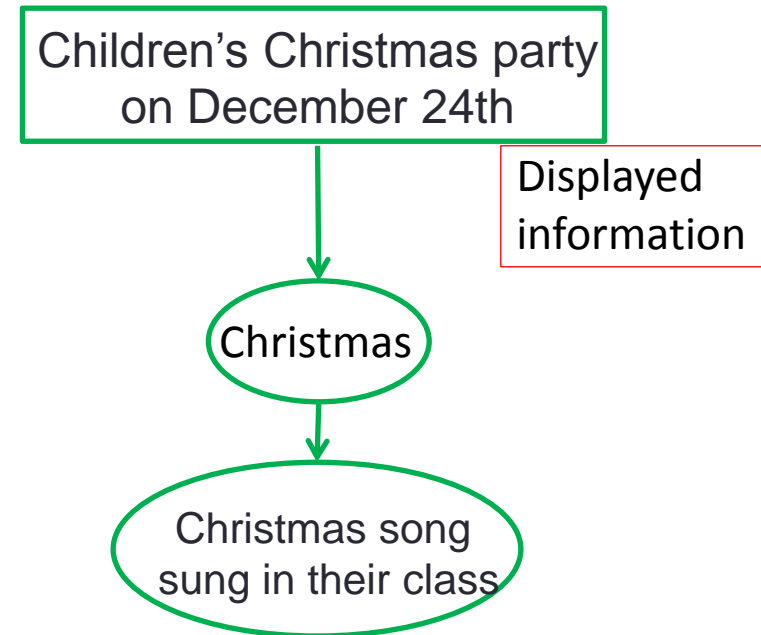 Children’s Christmas party
on December 24th
Displayed
information
Christmas
Christmas song
sung in their class